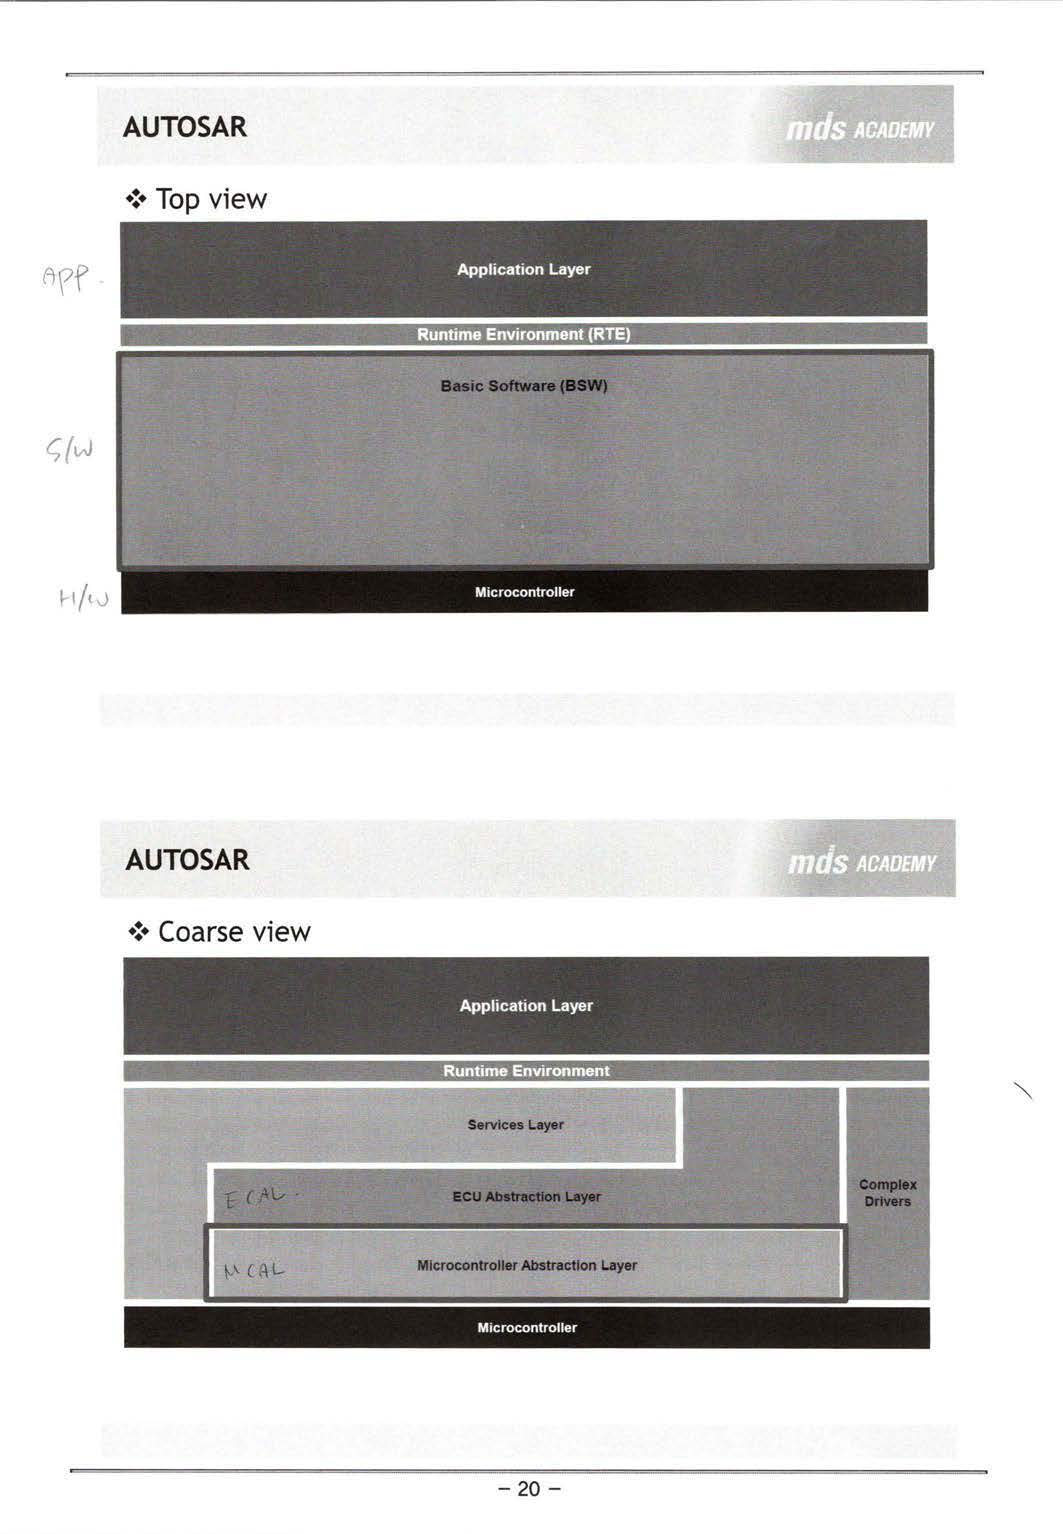 AUTOSAR
mds ACADEMY
❖ Top view
APP.
Application Layer
Runtime Environment (RTE)
Basic Software (BSW)
S/W
H/W
Microcontroller
AUTOSAR
mds ACADEMY
❖ Coarse view
Application Layer
Runtime Environment
Services Layer
Complex
Drivers
ECAL.
ECU Abstraction Layer
MCAL
Microcontroller Abstraction Layer
Microcontroller
- 20 -